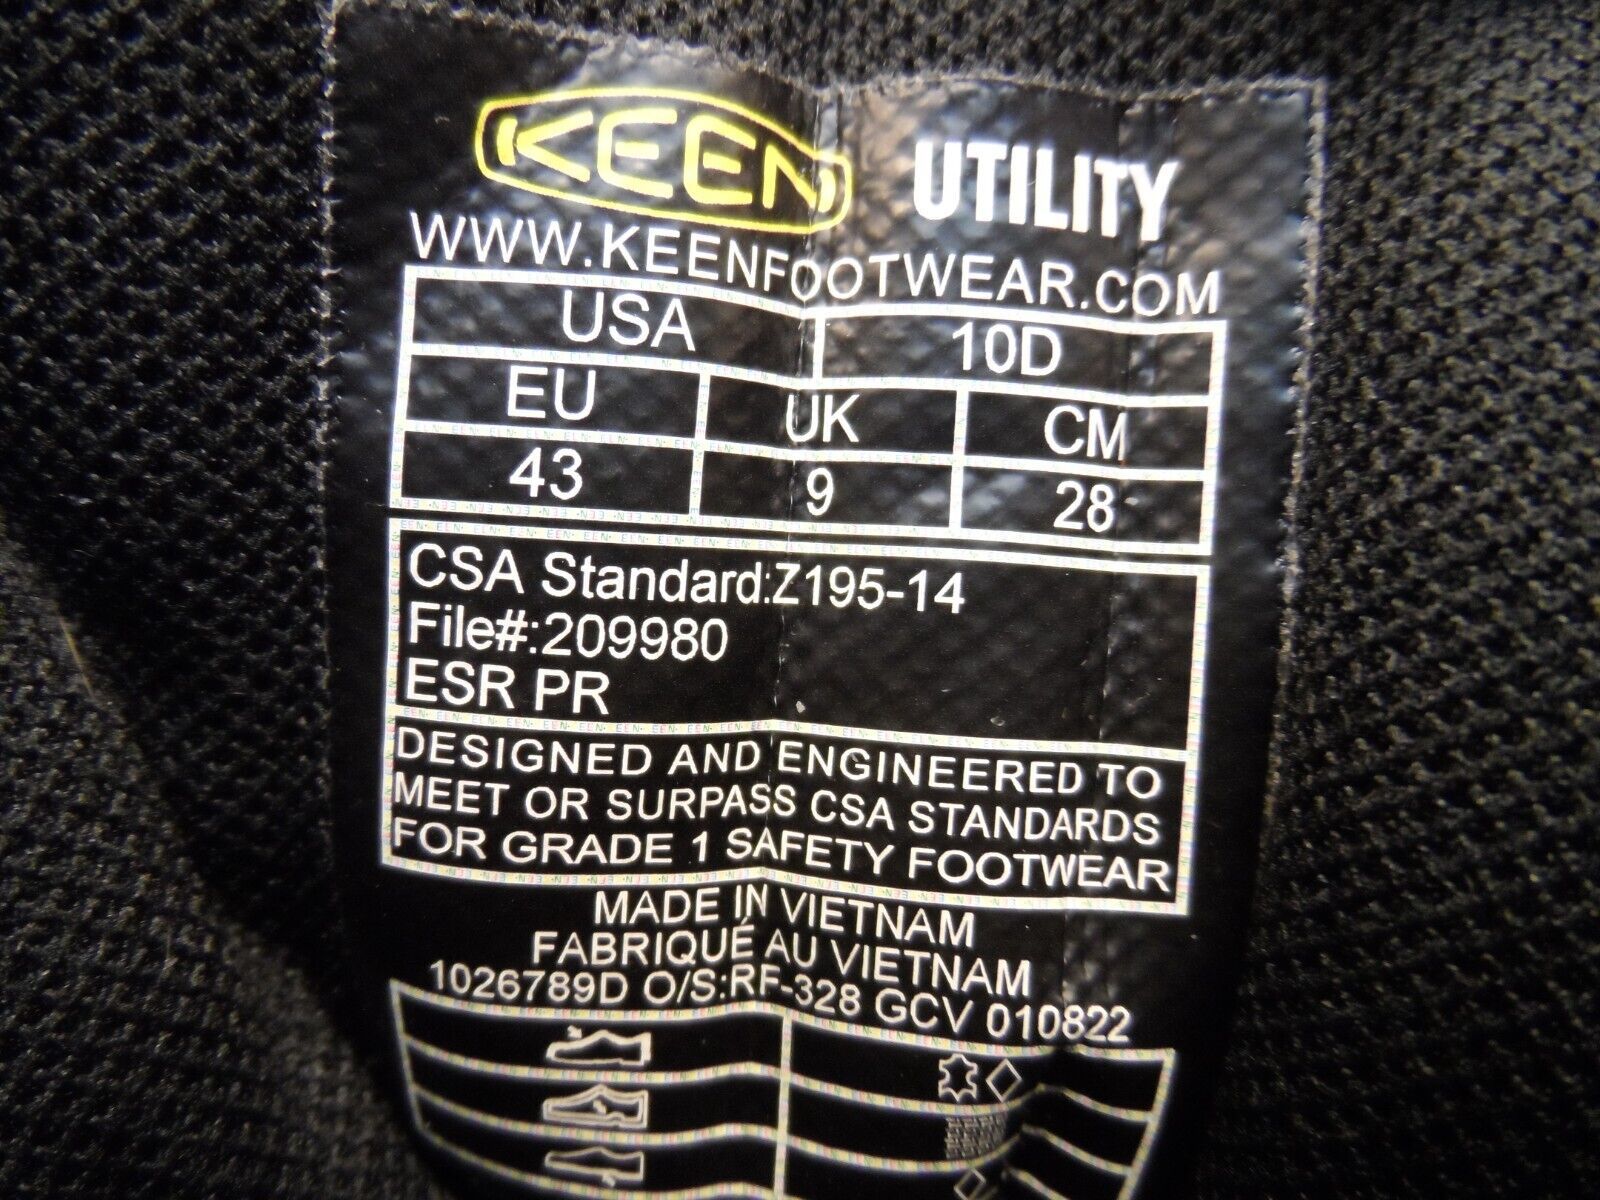 KEEN UTILITY
WWW.KEENFOOTWEAR.COM
USA 10D
EU UK CM
43 9 28
CSA Standard:Z195-14
File#:209980
ESR PR
DESIGNED AND ENGINEERED TO
MEET OR SURPASS CSA STANDARDS
FOR GRADE 1 SAFETY FOOTWEAR
MADE IN VIETNAM
FABRIQUÉ AU VIETNAM
1026789D O/S:RF-328 GCV 010822